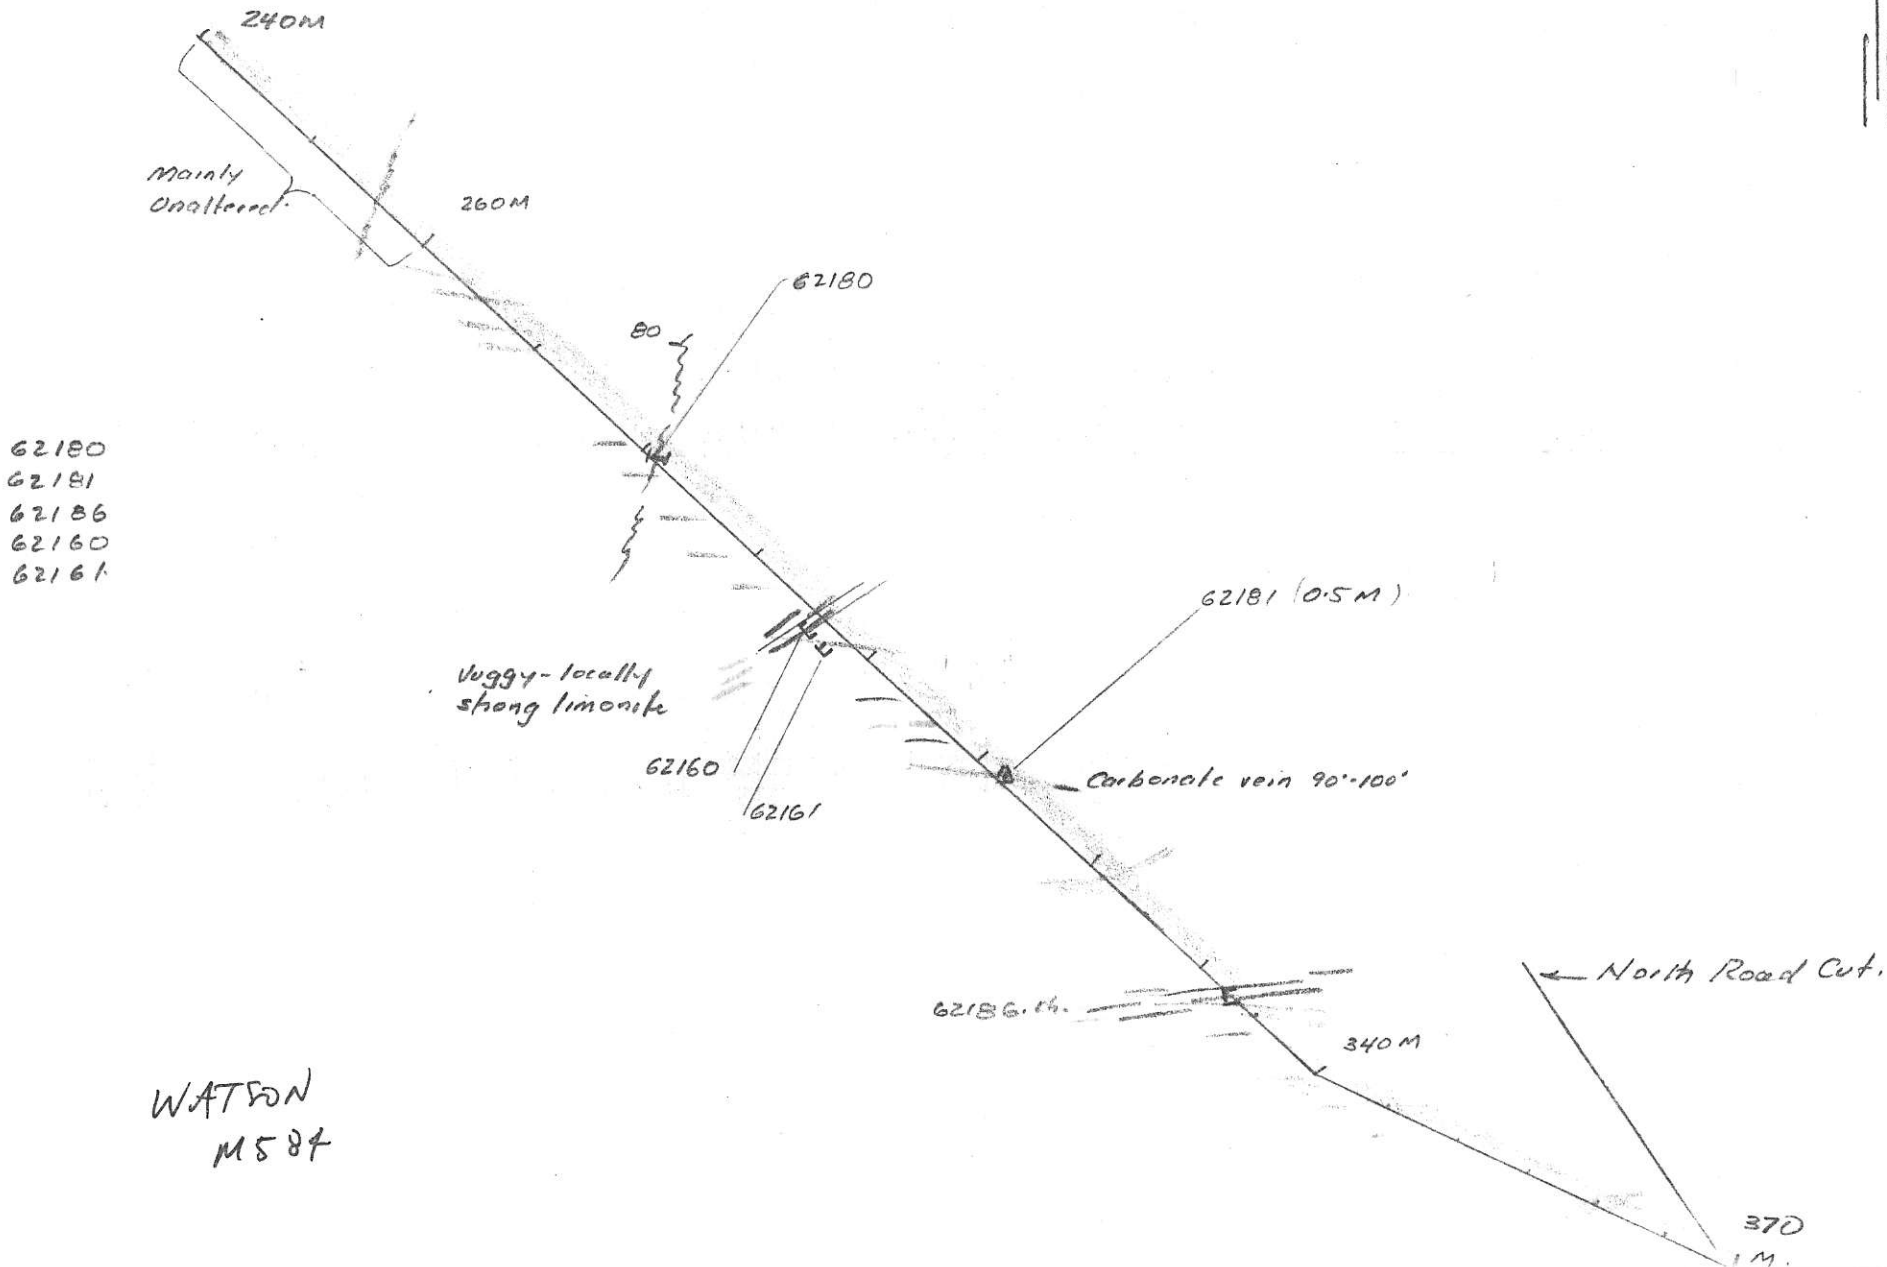 240M
Mainly
Unaltered.
260M
62180
80
62180
62181
62186
62160
62161.
62181 (0.5M)
Vuggy-locally
strong limonite
62160
62161
Carbonate vein 90°-100°
North Road Cut.
62186.ch.
340M
WATSON
M584
370
M.